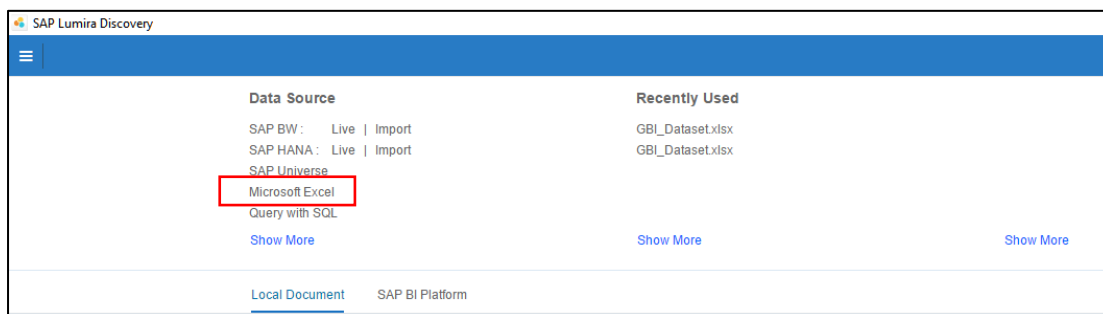 SAP Lumira Discovery
Data Source
SAP BW : Live | Import
SAP HANA : Live | Import
SAP Universe
Microsoft Excel
Query with SQL
Show More
Recently Used
GBI_Dataset.xlsx
GBI_Dataset.xlsx
Show More
Show More
Local Document SAP BI Platform